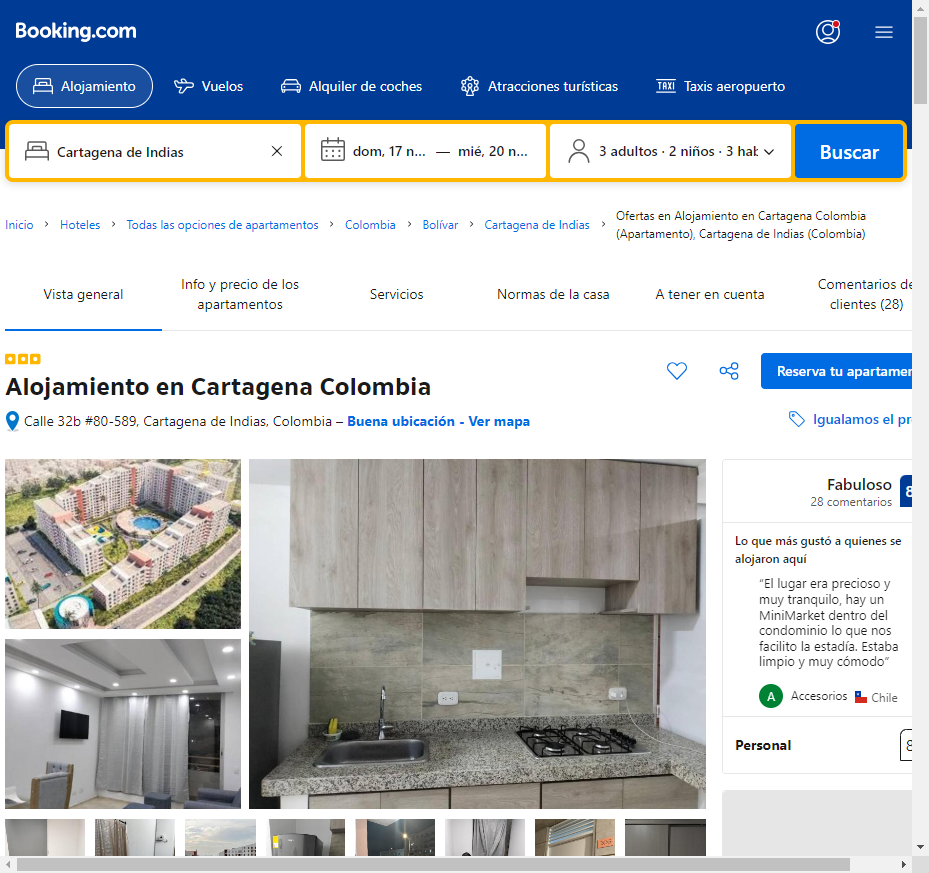 Booking.com
Alojamiento
Vuelos
Alquiler de coches
Atracciones turísticas
TAXI
Taxis aeropuerto
Cartagena de Indias
dom, 17 n... — mié, 20 n...
3 adultos · 2 niños · 3 hab
Buscar
Inicio
Hoteles
Todas las opciones de apartamentos
Colombia
Bolívar
Cartagena de Indias
Ofertas en Alojamiento en Cartagena Colombia
(Apartamento), Cartagena de Indias (Colombia)
Vista general
Info y precio de los
apartamentos
Servicios
Normas de la casa
A tener en cuenta
Comentarios de
clientes (28)
Alojamiento en Cartagena Colombia
Reserva tu apartamen
Calle 32b #80-589, Cartagena de Indias, Colombia – Buena ubicación - Ver mapa
Igualamos el pr
Fabuloso
28 comentarios
8
Lo que más gustó a quienes se
alojaron aquí
“El lugar era precioso y
muy tranquilo, hay un
MiniMarket dentro del
condominio lo que nos
facilito la estadía. Estaba
limpio y muy cómodo”
A
Accesorios
Chile
Personal
8